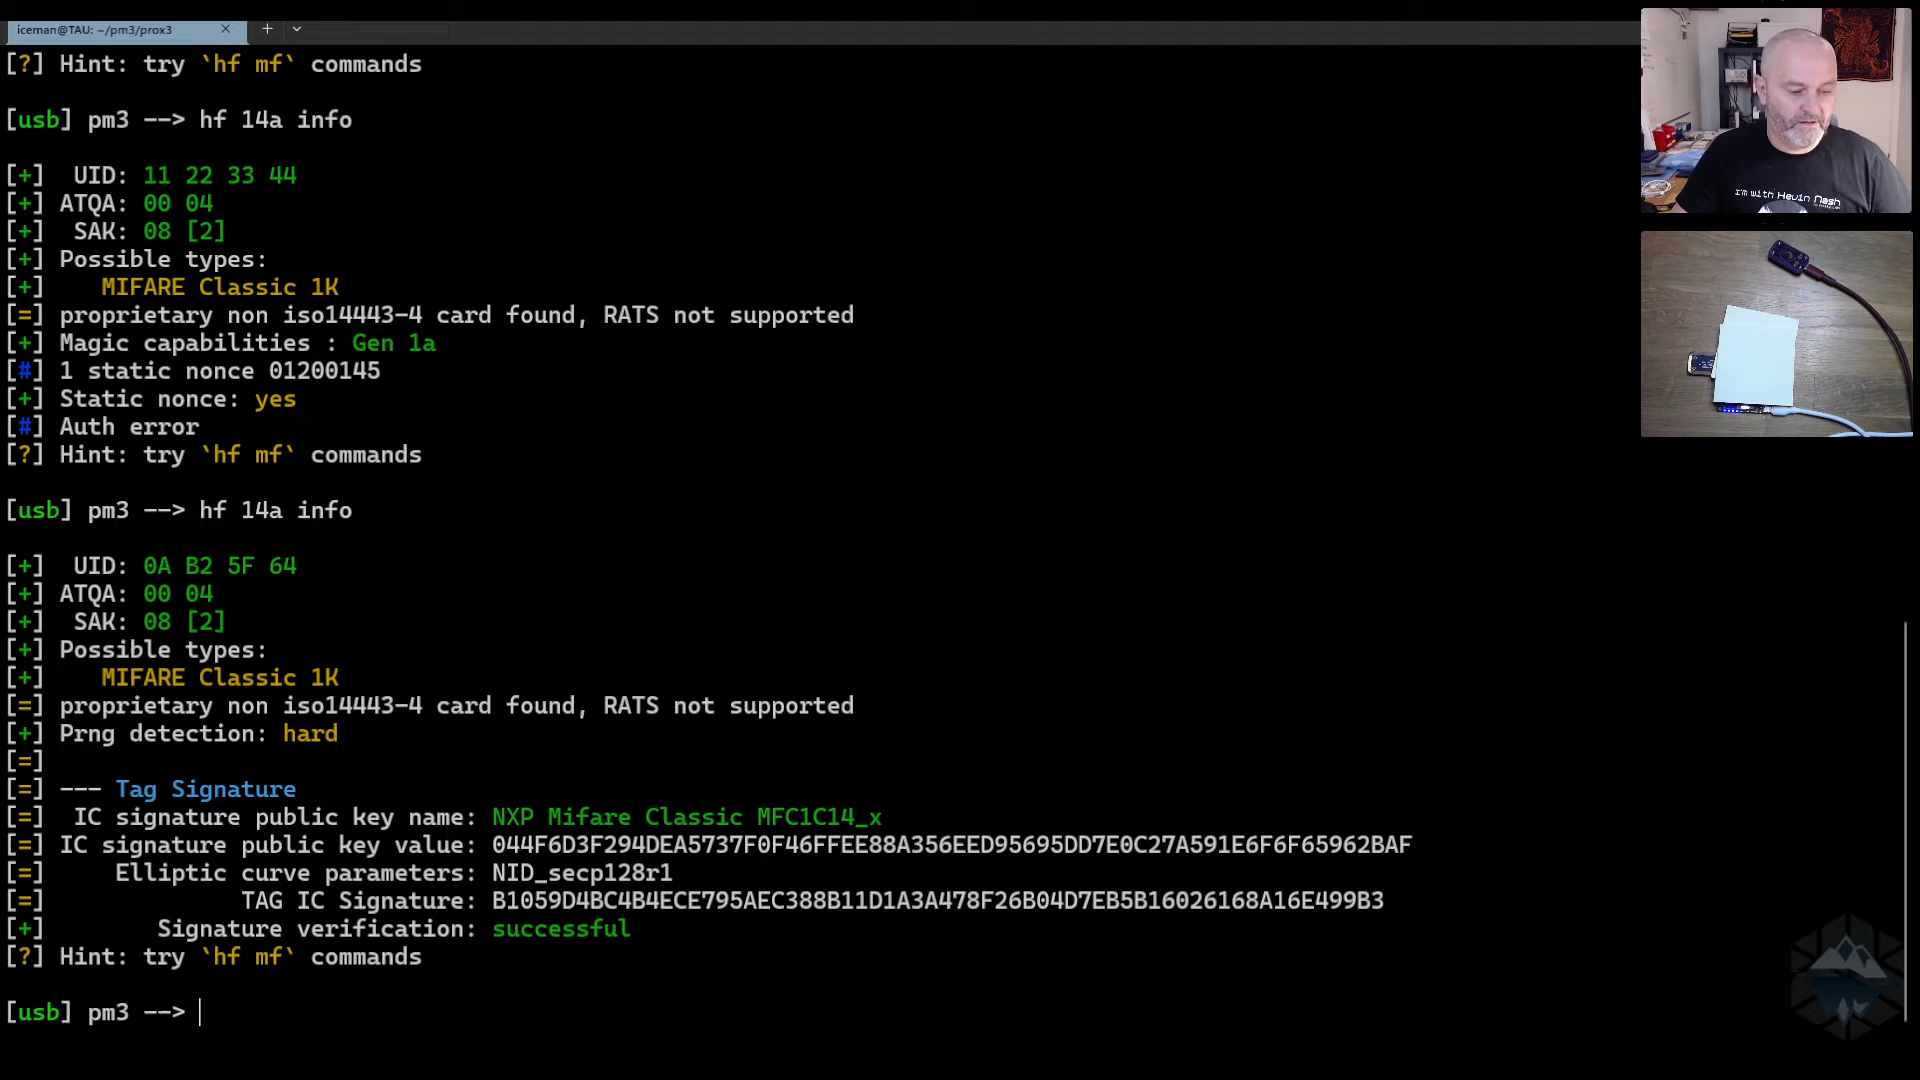 iceman@TAU: ~/pm3/prox3
[?] Hint: try `hf mf` commands
[usb] pm3 --> hf 14a info
[+]  UID: 11 22 33 44
[+] ATQA: 00 04
[+]  SAK: 08 [2]
[+] Possible types:
[+]    MIFARE Classic 1K
[=] proprietary non iso14443-4 card found, RATS not supported
[+] Magic capabilities : Gen 1a
[#] 1 static nonce 01200145
[+] Static nonce: yes
[#] Auth error
[?] Hint: try `hf mf` commands
[usb] pm3 --> hf 14a info
[+]  UID: 0A B2 5F 64
[+] ATQA: 00 04
[+]  SAK: 08 [2]
[+] Possible types:
[+]    MIFARE Classic 1K
[=] proprietary non iso14443-4 card found, RATS not supported
[+] Prng detection: hard
[=]
[=] --- Tag Signature
[=]  IC signature public key name: NXP Mifare Classic MFC1C14_x
[=] IC signature public key value: 044F6D3F294DEA5737F0F46FFEE88A356EED95695DD7E0C27A591E6F6F65962BAF
[=]     Elliptic curve parameters: NID_secp128r1
[=]              TAG IC Signature: B1059D4BC4B4ECE795AEC388B11D1A3A478F26B04D7EB5B16026168A16E499B3
[+]        Signature verification: successful
[?] Hint: try `hf mf` commands
[usb] pm3 -->
I'm with Hevin Nash